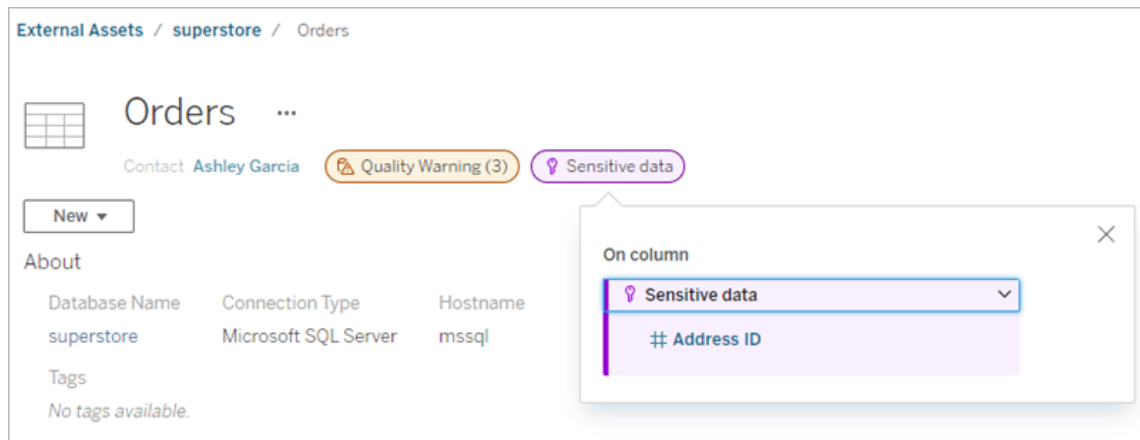 External Assets / superstore / Orders
Orders ...
Contact Ashley Garcia Quality Warning (3) Sensitive data
New
About
Database Name Connection Type Hostname
superstore Microsoft SQL Server mssql
Tags
No tags available.
On column
Sensitive data
# Address ID